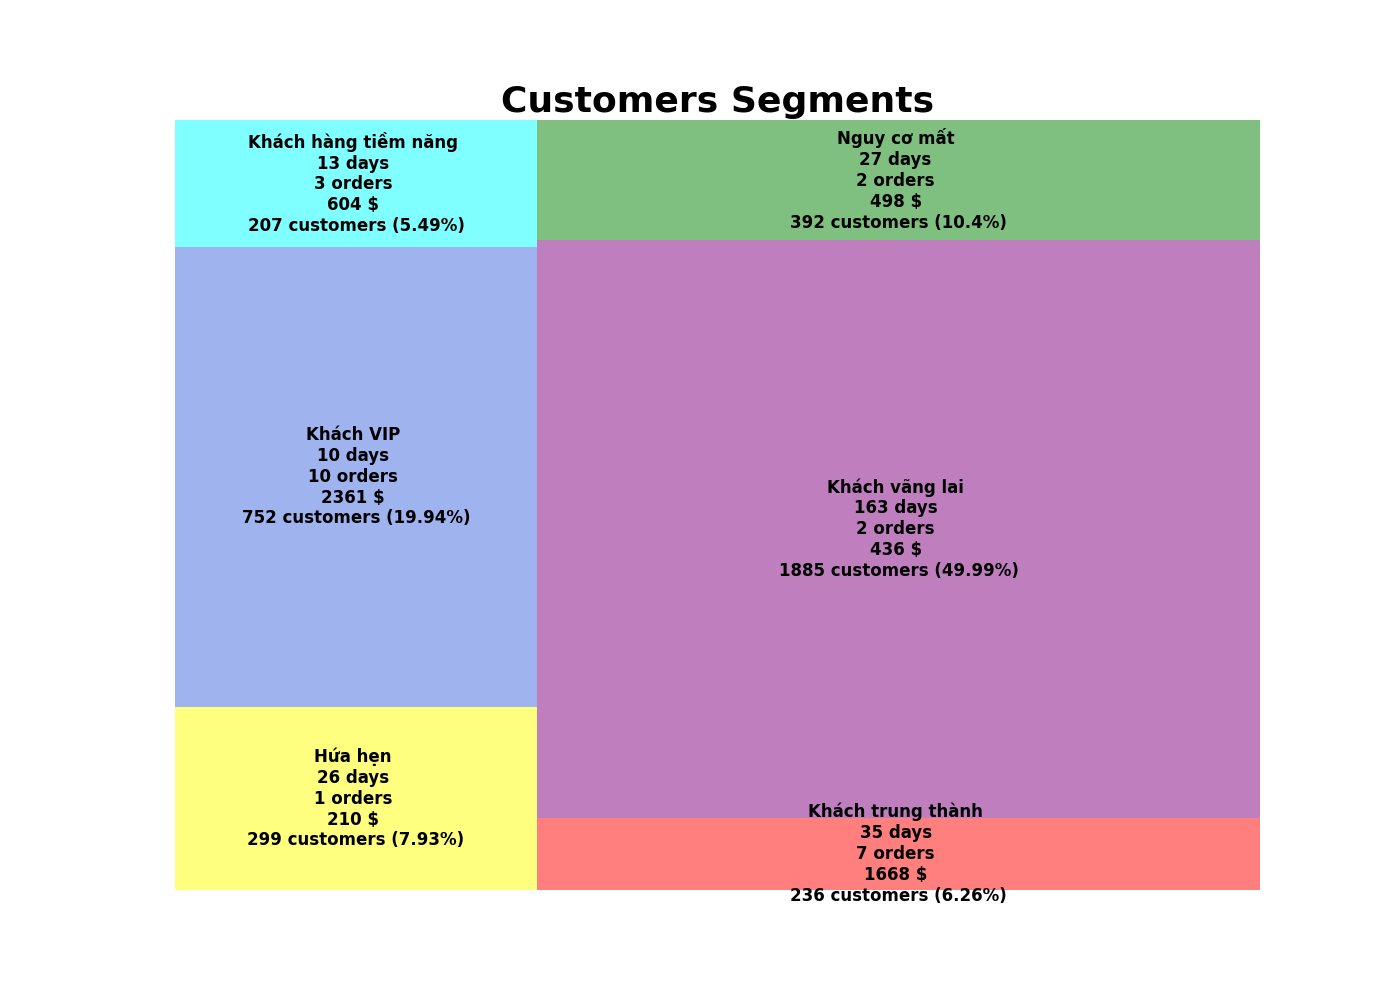 Customers Segments
Khách hàng tiềm năng
13 days
3 orders
604 $
207 customers (5.49%)
Khách VIP
10 days
10 orders
2361 $
752 customers (19.94%)
Hứa hẹn
26 days
1 orders
210 $
299 customers (7.93%)
Nguy cơ mất
27 days
2 orders
498 $
392 customers (10.4%)
Khách vãng lai
163 days
2 orders
436 $
1885 customers (49.99%)
Khách trung thành
35 days
7 orders
1668 $
236 customers (6.26%)